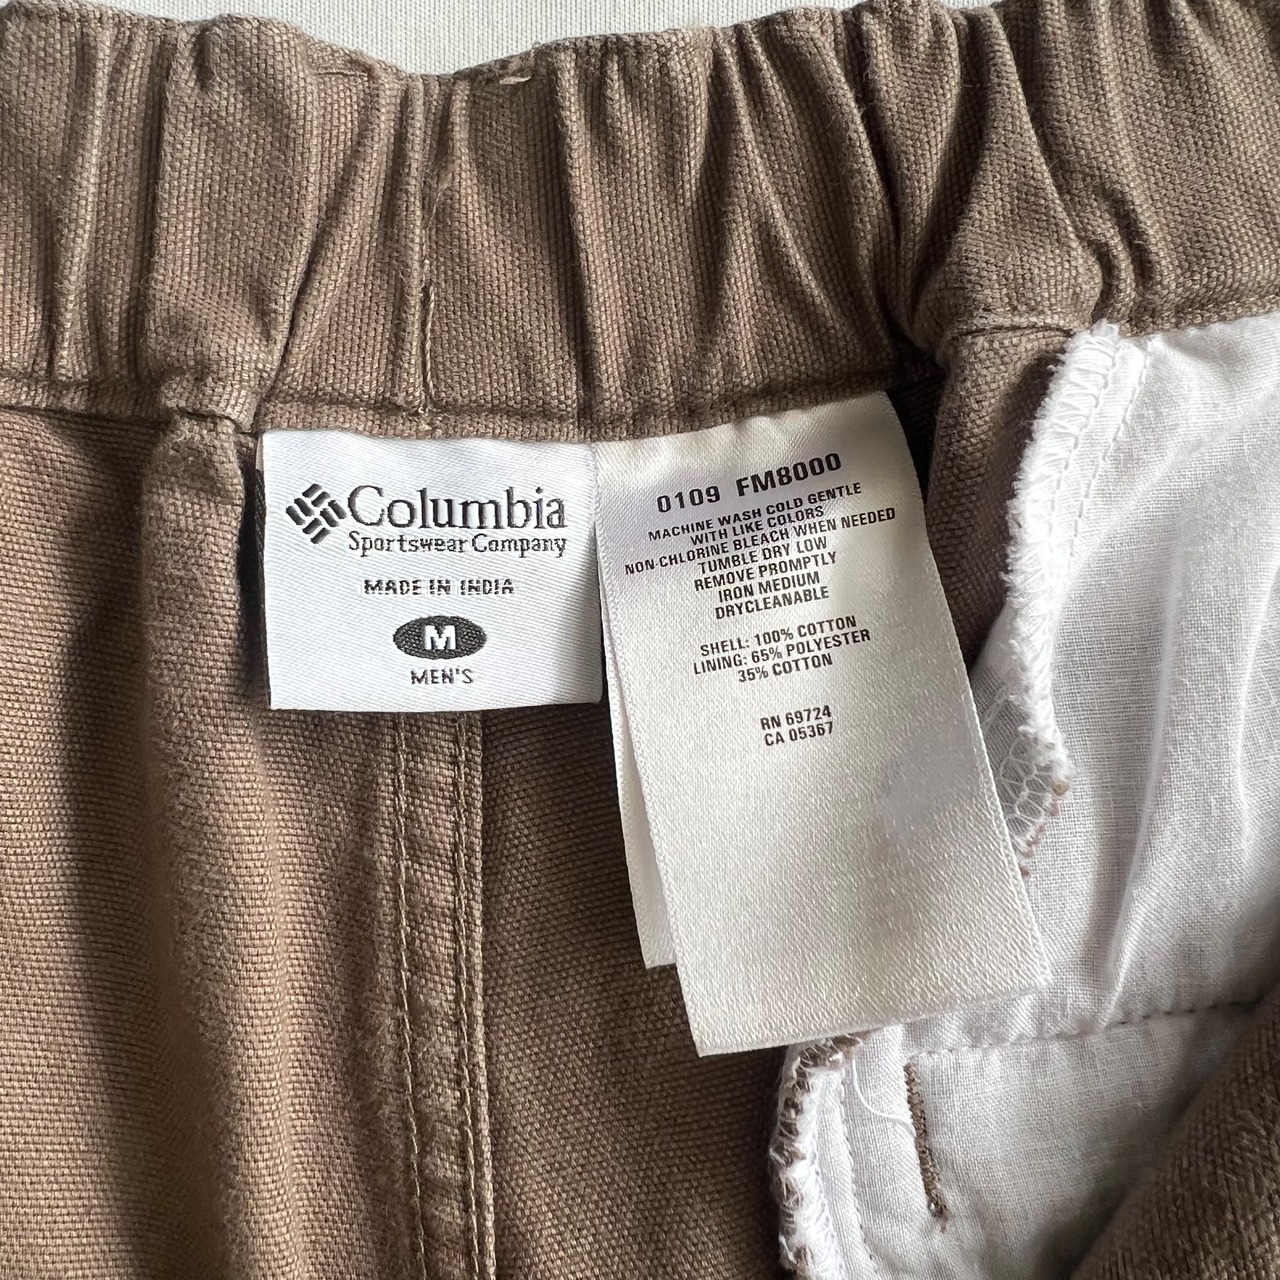 Columbia
Sportswear Company
MADE IN INDIA
M
MEN'S
0109 FM8000
MACHINE WASH COLD GENTLE
WITH LIKE COLORS
NON-CHLORINE BLEACH WHEN NEEDED
TUMBLE DRY LOW
REMOVE PROMPTLY
IRON MEDIUM
DRYCLEANABLE
SHELL: 100% COTTON
LINING: 65% POLYESTER
35% COTTON
RN 69724
CA 05367